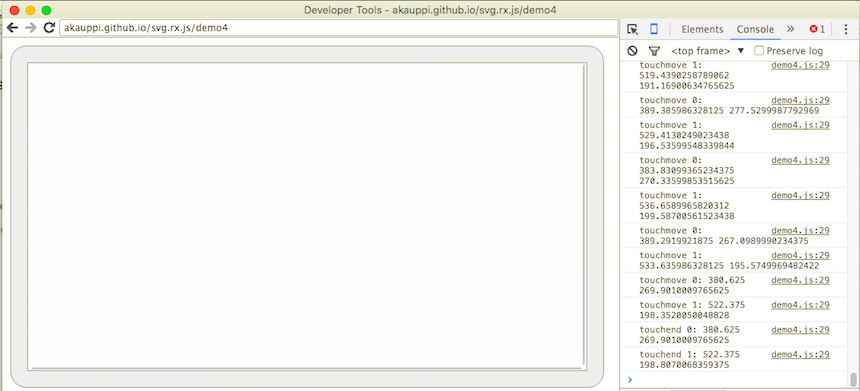 Developer Tools - akauppi.github.io/svg.rx.js/demo4
akauppi.github.io/svg.rx.js/demo4
Elements Console » 1
<top frame> ▼ Preserve log
touchmove 1: demo4.js:29
519.4390258789062
191.16900634765625
touchmove 0: demo4.js:29
389.385986328125 277.5299987792969
touchmove 1: demo4.js:29
529.4130249023438
196.53599548339844
touchmove 0: demo4.js:29
383.83099365234375
270.33599853515625
touchmove 1: demo4.js:29
536.6589965820312
199.58700561523438
touchmove 0: demo4.js:29
389.2919921875 267.0989990234375
touchmove 1: demo4.js:29
533.635986328125 195.5749969482422
touchmove 0: 380.625 demo4.js:29
269.9010009765625
touchmove 1: 522.375 demo4.js:29
198.3520050048828
touchend 0: 380.625 demo4.js:29
269.9010009765625
touchend 1: 522.375 demo4.js:29
198.8070068359375